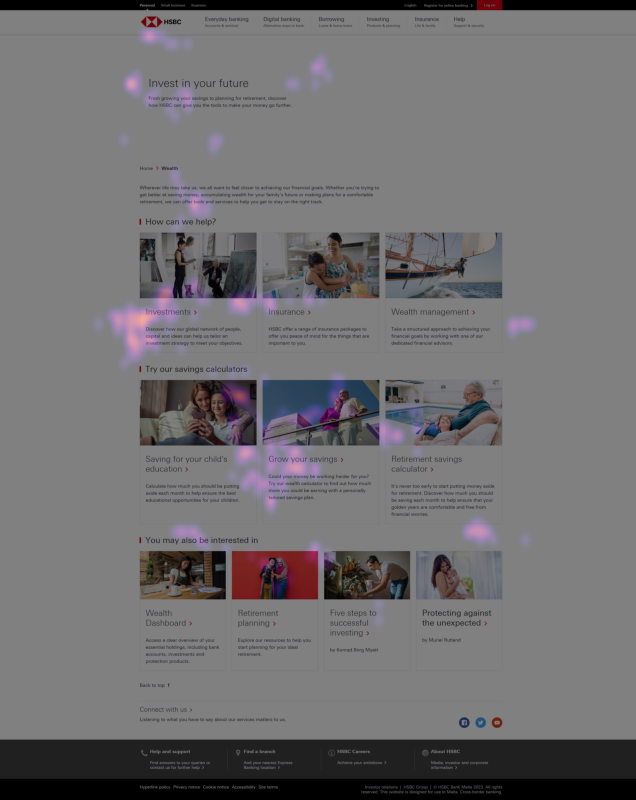 Personal Small business Business English Register for online banking Log on
HSBC
Everyday banking Digital banking Borrowing Investing Insurance Help
Accounts & services Loans & home loans Products & planning Life & family Support & security
Invest in your future
From growing your savings to planning for retirement, discover
how HSBC can give you the tools to make your money go further.
Home > Wealth
Wherever life may take us, we all want to feel closer to achieving our financial goals. Whether you're trying to
get better at saving money, accumulating wealth for your family's future or making plans for a comfortable
retirement, we can offer tools and services to help you get to stay on the right track.
How can we help?
Investments >
Discover how our global network of people,
capital and ideas can help us tailor an
investment strategy to meet your objectives.
Insurance >
HSBC offer a range of insurance packages to
offer you peace of mind for the things that are
important to you.
Wealth management >
Take a structured approach to achieving your
financial goals by working with one of our
dedicated financial advisors.
Try our savings calculators
Saving for your child's
education >
Calculate how much you should be putting
aside each month to help ensure the best
educational opportunities for your children.
Grow your savings >
Could your money be working harder for you?
Try our wealth calculator to find out how much
more you could be earning with a personally
tailored savings plan.
Retirement savings
calculator >
It's never too early to start putting money aside
for retirement. Discover how much you should
be saving each month to help ensure that your
golden years are comfortable and free from
financial worries.
You may also be interested in
Wealth
Dashboard >
Access a clear overview of your
essential holdings, including bank
accounts, investments and
protection products.
Retirement
planning >
Explore our resources to help you
start planning for your ideal
retirement.
Five steps to
successful
investing >
by Konrad Borg Myatt
Protecting against
the unexpected >
by Muriel Rutland
Back to top
Connect with us >
Listening to what you have to say about our services matters to us.
Help and support
Find answers to your queries or
contact us for further help >
Find a branch
Visit your nearest Express
Banking location >
HSBC Careers
Achieve your ambitions >
About HSBC
Media, investor and corporate
information >
Hyperlink policy Privacy notice Cookie notice Accessibility Site terms
Investor relations | HSBC Group | © HSBC Bank Malta 2023. All rights
reserved. This website is designed for use in Malta. Cross-border banking.